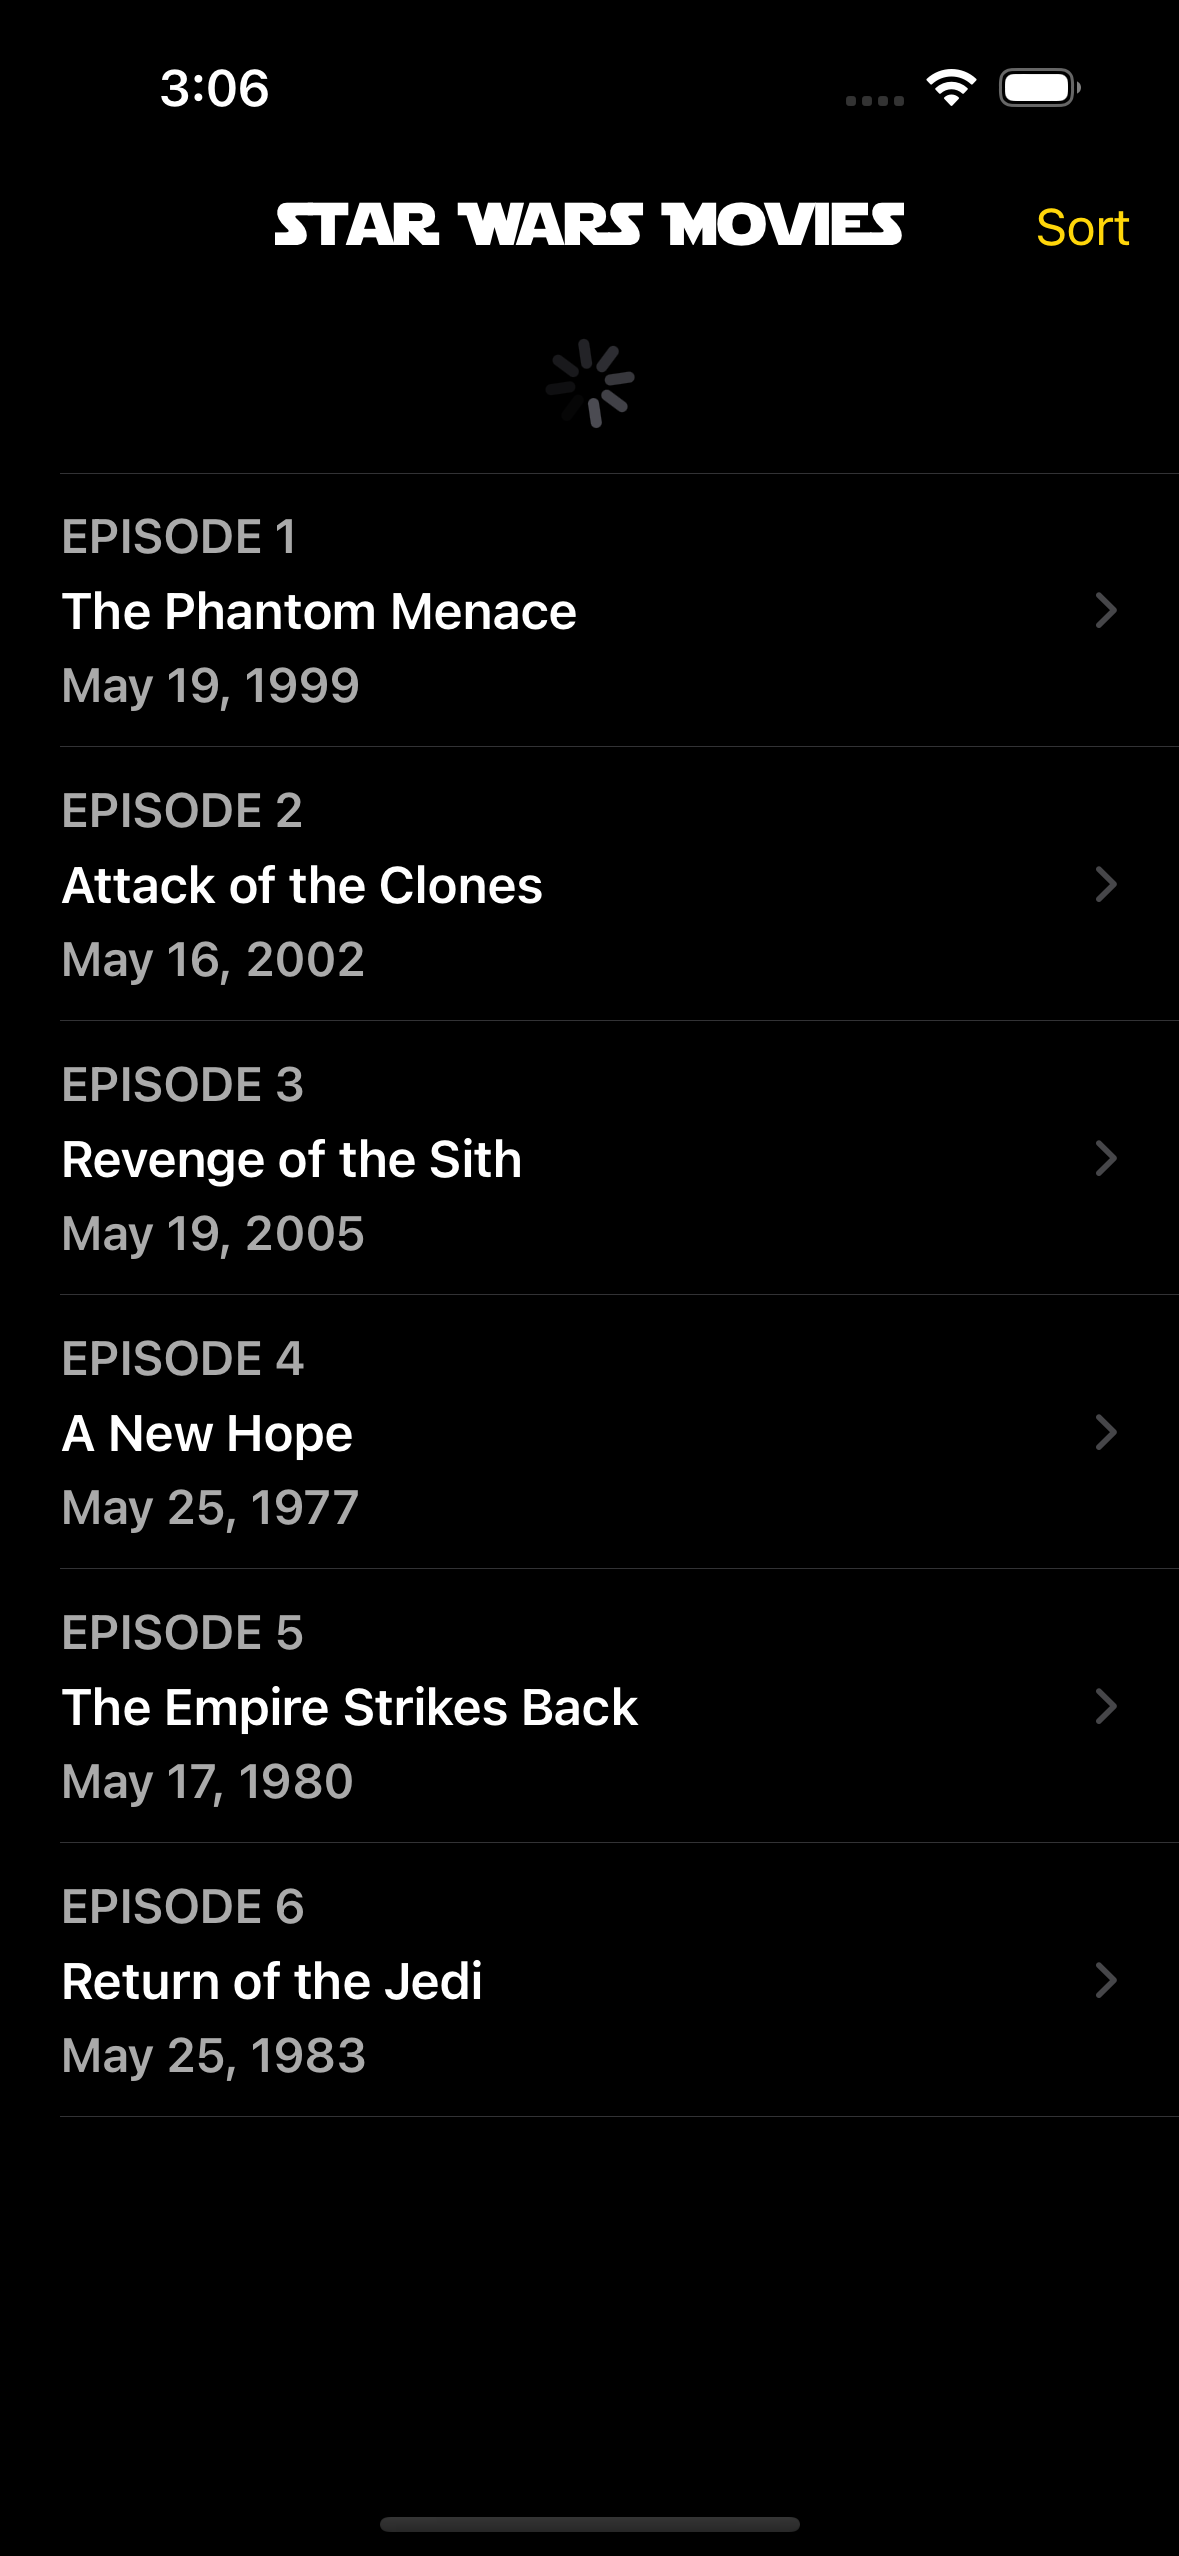 3:06
STAR WARS MOVIES
Sort
EPISODE 1
The Phantom Menace
May 19, 1999
EPISODE 2
Attack of the Clones
May 16, 2002
EPISODE 3
Revenge of the Sith
May 19, 2005
EPISODE 4
A New Hope
May 25, 1977
EPISODE 5
The Empire Strikes Back
May 17, 1980
EPISODE 6
Return of the Jedi
May 25, 1983